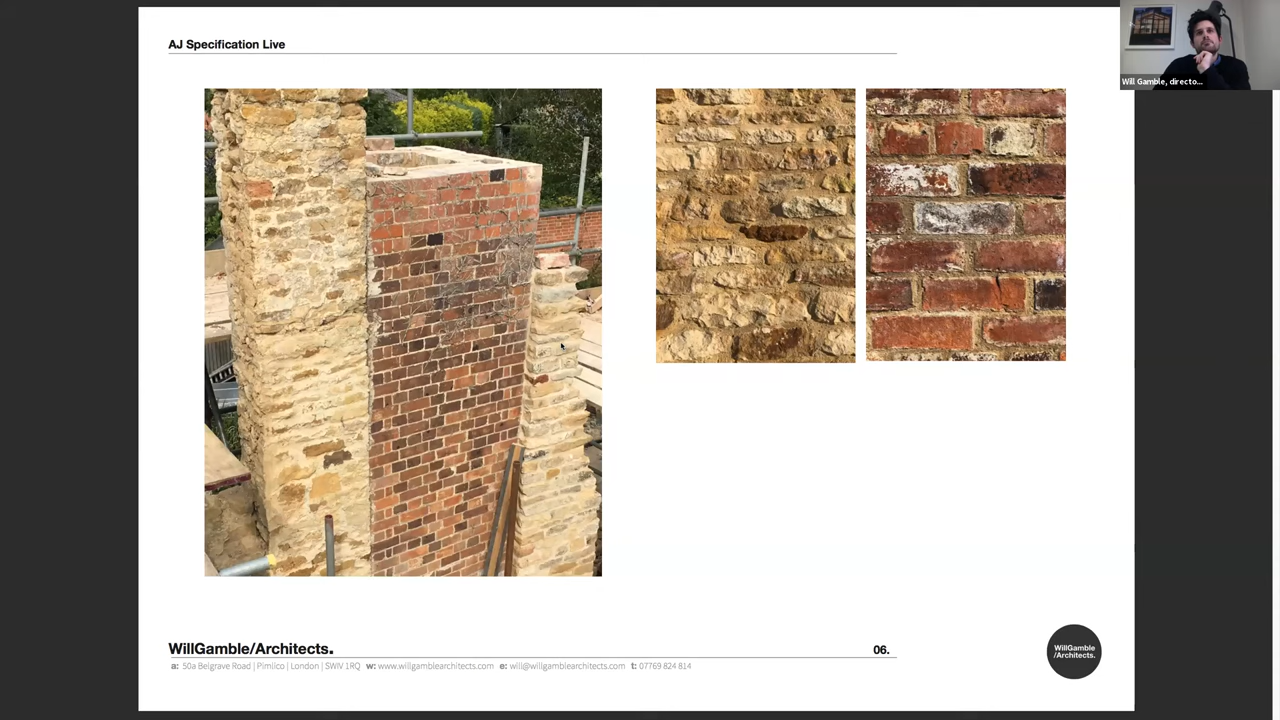 AJ Specification Live
Will Gamble, directo...
WillGamble/Architects.
06.
a: 50a Belgrave Road | Pimlico | London | SW1V 1RQ w: www.willgamblearchitects.com e: will@willgamblearchitects.com t: 07769 824 814
WillGamble
/Architects.